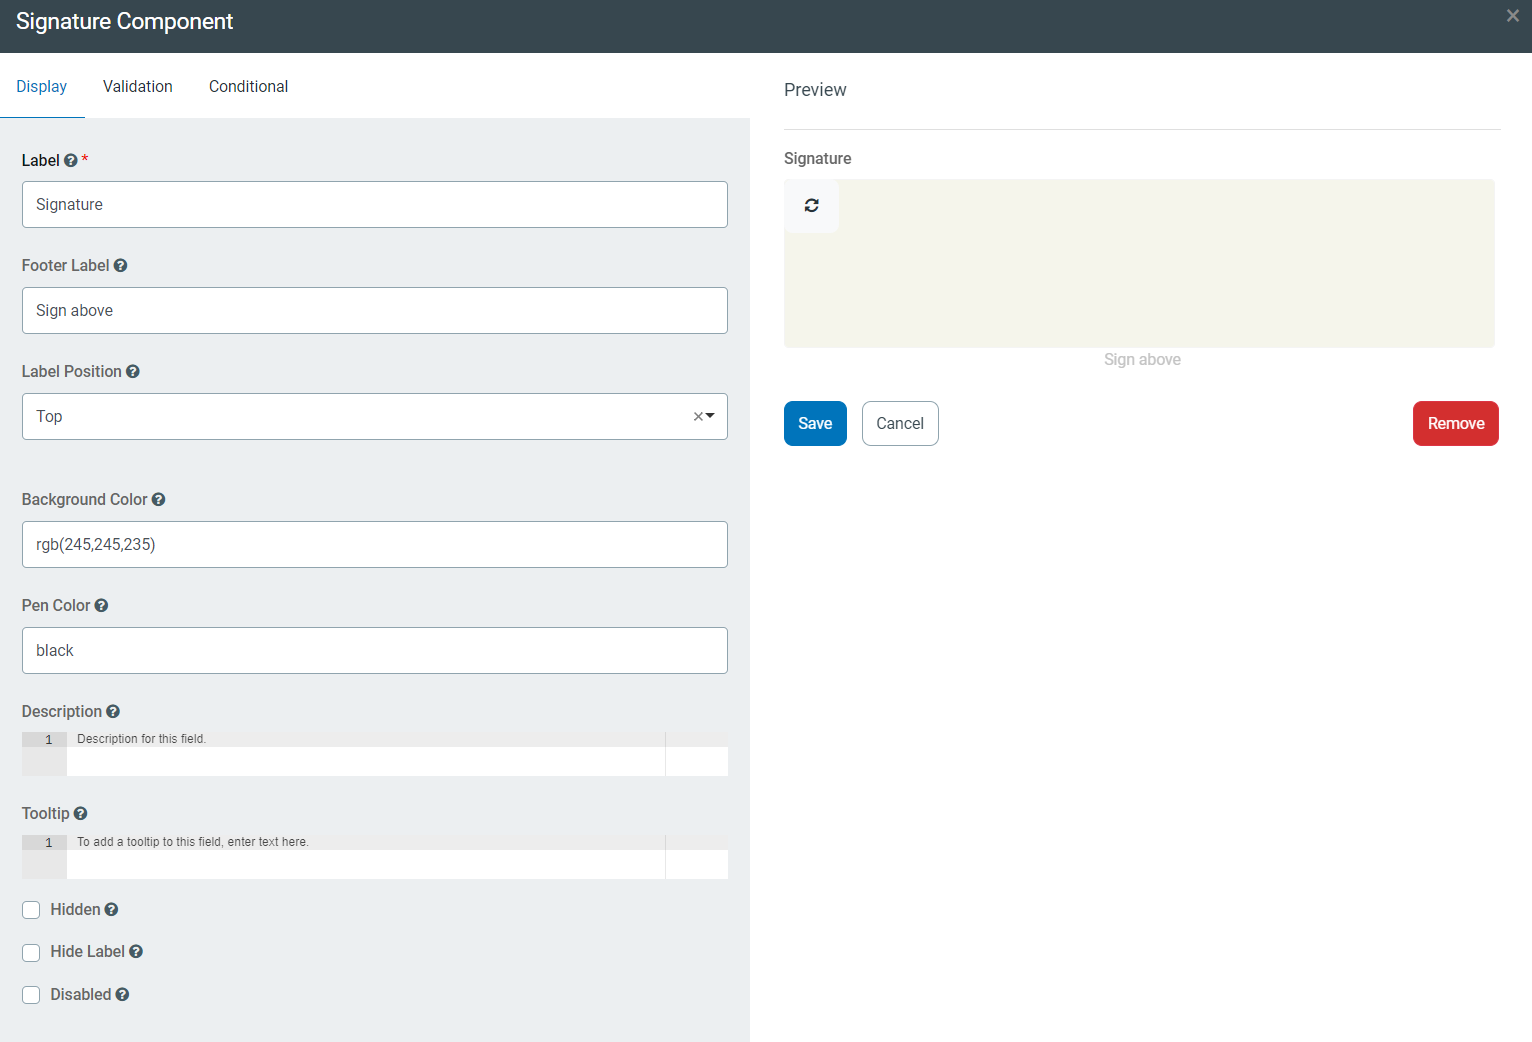 Signature Component
Display Validation Conditional
Label *
Signature
Footer Label
Sign above
Label Position
Top
Background Color
rgb(245,245,235)
Pen Color
black
Description
1 Description for this field.
Tooltip
1 To add a tooltip to this field, enter text here.
Hidden
Hide Label
Disabled
Preview
Signature
Sign above
Save Cancel Remove